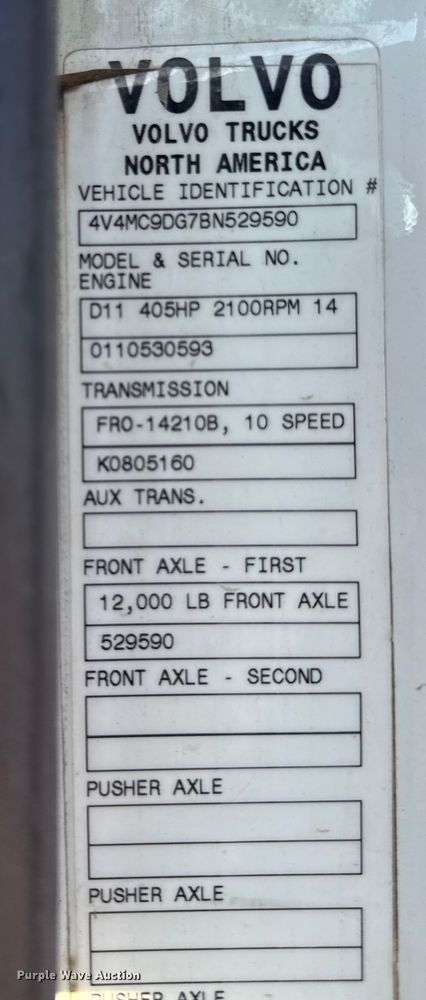 VOLVO
VOLVO TRUCKS
NORTH AMERICA
VEHICLE IDENTIFICATION #
4V4MC9DG7BN529590
MODEL & SERIAL NO.
ENGINE
D11 405HP 2100RPM 14
0110530593
TRANSMISSION
FRO-14210B, 10 SPEED
K0805160
AUX TRANS.
FRONT AXLE - FIRST
12,000 LB FRONT AXLE
529590
FRONT AXLE - SECOND
PUSHER AXLE
PUSHER AXLE
PUSHER AXLE
Purple Wave Auction